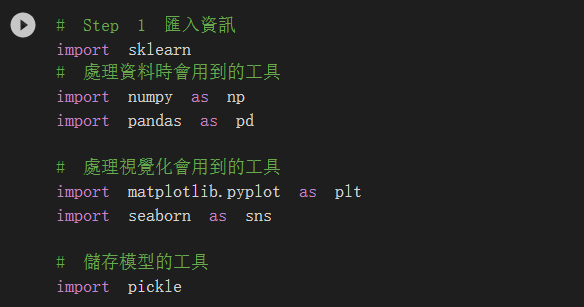 # Step 1 匯入資訊
import sklearn
# 處理資料時會用到的工具
import numpy as np
import pandas as pd
# 處理視覺化會用到的工具
import matplotlib.pyplot as plt
import seaborn as sns
# 儲存模型的工具
import pickle